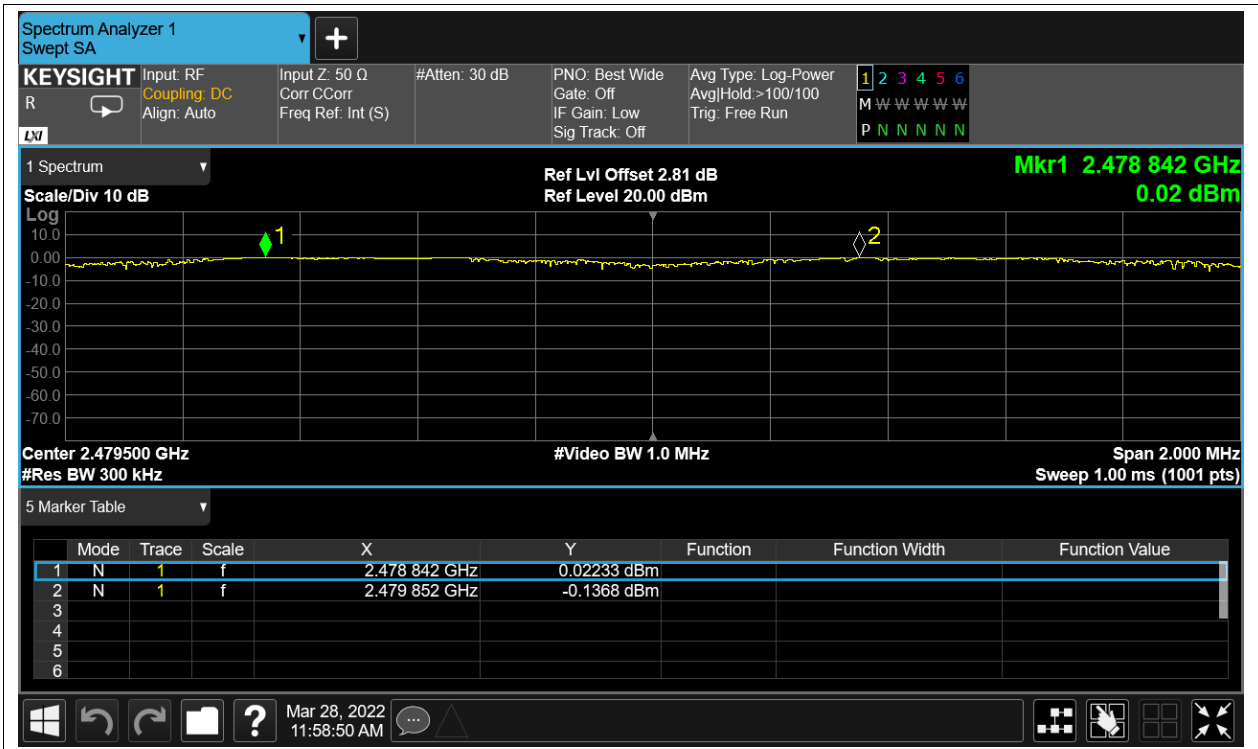 Spectrum Analyzer 1
Swept SA
+
KEYSIGHT
R
LXI
Input: RF
Coupling: DC
Align: Auto
Input Z: 50 Ω
Corr CCorr
Freq Ref: Int (S)
#Atten: 30 dB
PNO: Best Wide
Gate: Off
IF Gain: Low
Sig Track: Off
Avg Type: Log-Power
Avg|Hold:>100/100
Trig: Free Run
1 2 3 4 5 6
M W W W W W
P N N N N N
1 Spectrum
Scale/Div 10 dB
Ref Lvl Offset 2.81 dB
Ref Level 20.00 dBm
Mkr1 2.478 842 GHz
0.02 dBm
Log
10.0
0.00
-10.0
-20.0
-30.0
-40.0
-50.0
-60.0
-70.0
1
2
Center 2.479500 GHz
#Res BW 300 kHz
#Video BW 1.0 MHz
Span 2.000 MHz
Sweep 1.00 ms (1001 pts)
5 Marker Table
Mode Trace Scale X Y Function Function Width Function Value
1 N 1 f 2.478 842 GHz 0.02233 dBm
2 N 1 f 2.479 852 GHz -0.1368 dBm
3
4
5
6
?
Mar 28, 2022
11:58:50 AM